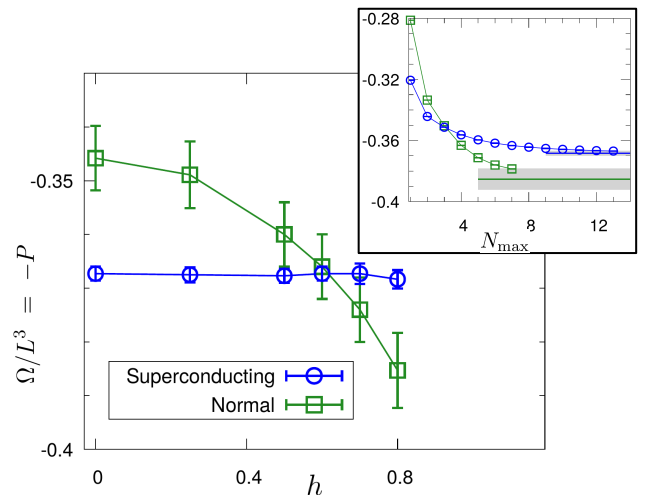 -0.28
-0.32
-0.36
-0.4
4
8
12
N_max
-0.35
-0.4
Ω/L³ = −P
Superconducting
Normal
0
0.4
0.8
h